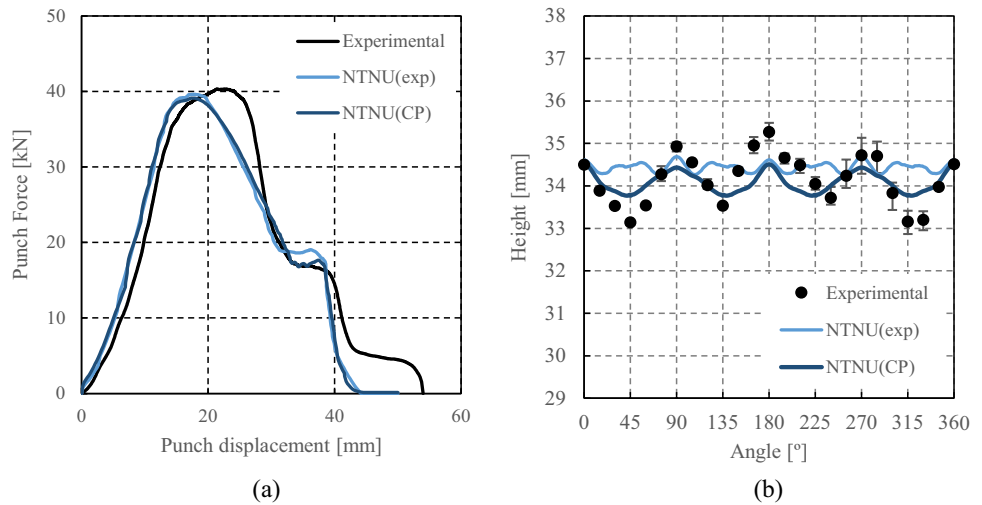 50
40
30
20
10
0
0
20
40
60
Punch Force [kN]
Punch displacement [mm]
Experimental
NTNU(exp)
NTNU(CP)
(a)
38
37
36
35
34
33
32
31
30
29
0
45
90
135
180
225
270
315
360
Height [mm]
Angle [º]
Experimental
NTNU(exp)
NTNU(CP)
(b)